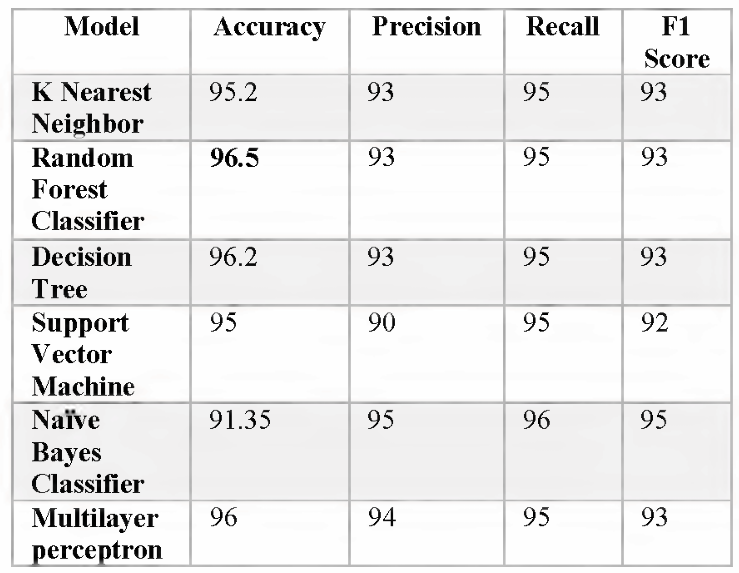 Model Accuracy Precision Recall F1
Score
K Nearest 95.2 93 95 93
Neighbor
Random 96.5 93 95 93
Forest
Classifier
Decision 96.2 93 95 93
Tree
Support 95 90 95 92
Vector
Machine
Naïve 91.35 95 96 95
Bayes
Classifier
Multilayer 96 94 95 93
perceptron